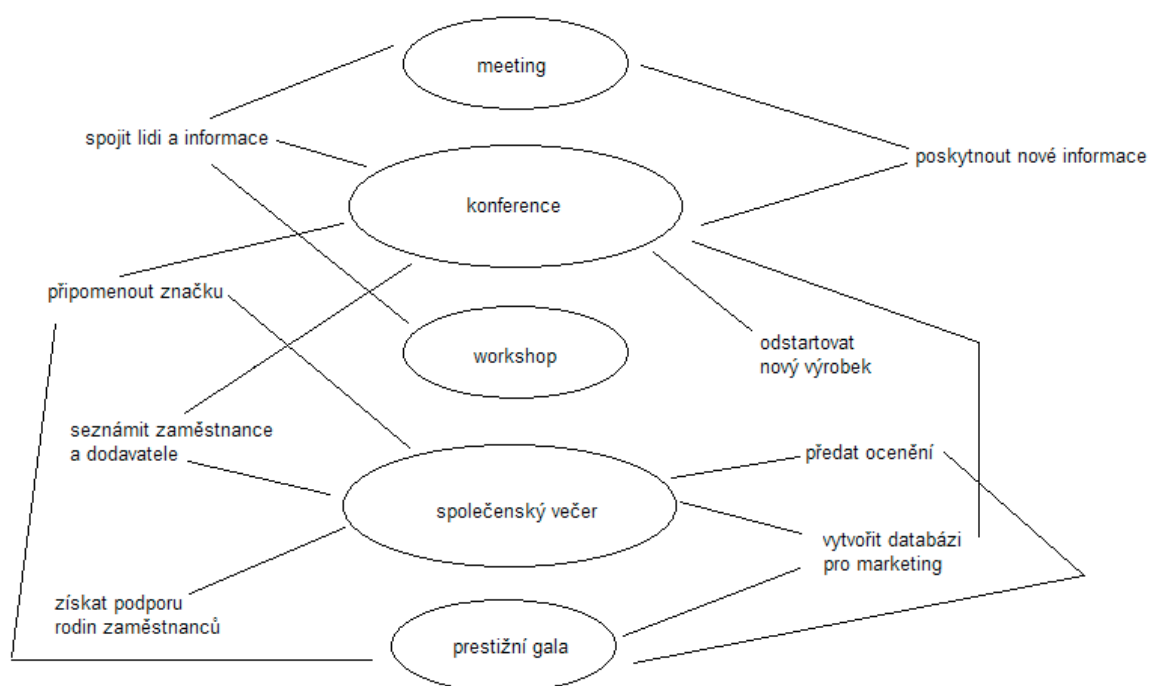 meeting
spojit lidi a informace
poskytnout nové informace
konference
připomenout značku
odstartovat
nový výrobek
workshop
seznámit zaměstnance
a dodavatele
předat ocenění
společenský večer
vytvořit databázi
pro marketing
získat podporu
rodin zaměstnanců
prestižní gala